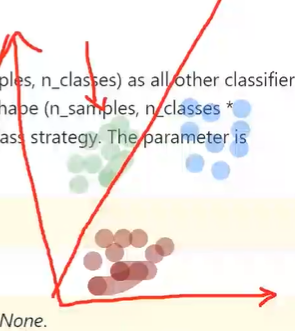 ples, n_classes) as all other classifier
hape (n_samples, n_classes *
ass strategy. The parameter is
None.